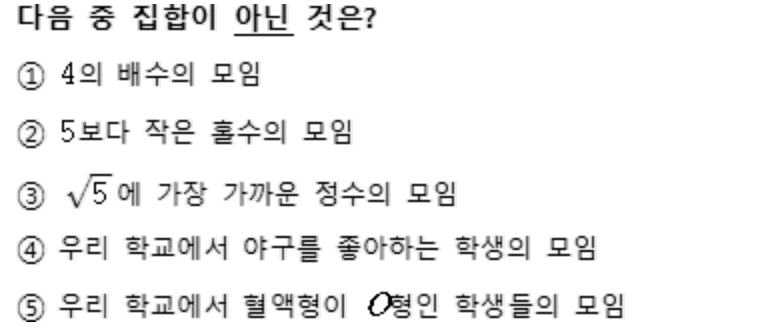 다음 중 집합이 아닌 것은?
① 4의 배수의 모임
② 5보다 작은 홀수의 모임
③ √5에 가장 가까운 정수의 모임
④ 우리 학교에서 야구를 좋아하는 학생의 모임
⑤ 우리 학교에서 혈액형이 O형인 학생들의 모임